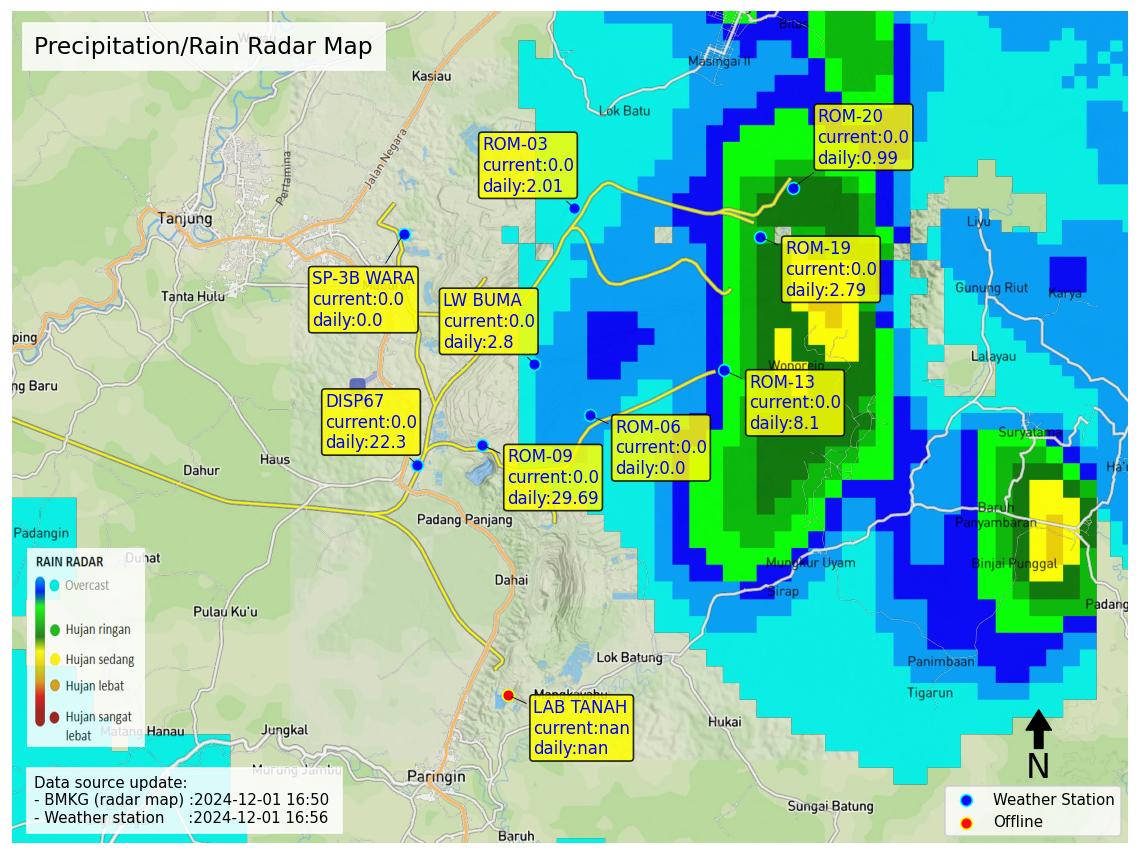 Precipitation/Rain Radar Map
Bilas
Masingai II
Kasiau
Lok Batu
Jalan Negara
Pertamina
ROM-20
current:0.0
daily:0.99
ROM-03
current:0.0
daily:2.01
Tanjung
Liyu
ROM-19
current:0.0
daily:2.79
SP-3B WARA
current:0.0
daily:0.0
LW BUMA
current:0.0
daily:2.8
Tanta Hulu
Gunung Riut
Karya
ping
Lalayau
Wonorejo
ng Baru
ROM-13
current:0.0
daily:8.1
DISP67
current:0.0
daily:22.3
ROM-06
current:0.0
daily:0.0
Suryatama
ROM-09
current:0.0
daily:29.69
Haus
Dahur
Ha'u
Baruh
Panyambaran
Padang Panjang
Padangin
Mungkur Uyam
Binjai Punggal
Duhat
Dahai
Sirap
Padang
Pulau Ku'u
RAIN RADAR
Overcast
Hujan ringan
Hujan sedang
Hujan lebat
Hujan sangat
lebat
Lok Batung
Panimbaan
Tigarun
Mangkayahu
LAB TANAH
current:nan
daily:nan
Hukai
Matang Hanau
Jungkal
Murung Jambu
Paringin
N
Data source update:
- BMKG (radar map) :2024-12-01 16:50
- Weather station :2024-12-01 16:56
Sungai Batung
Baruh
Weather Station
Offline